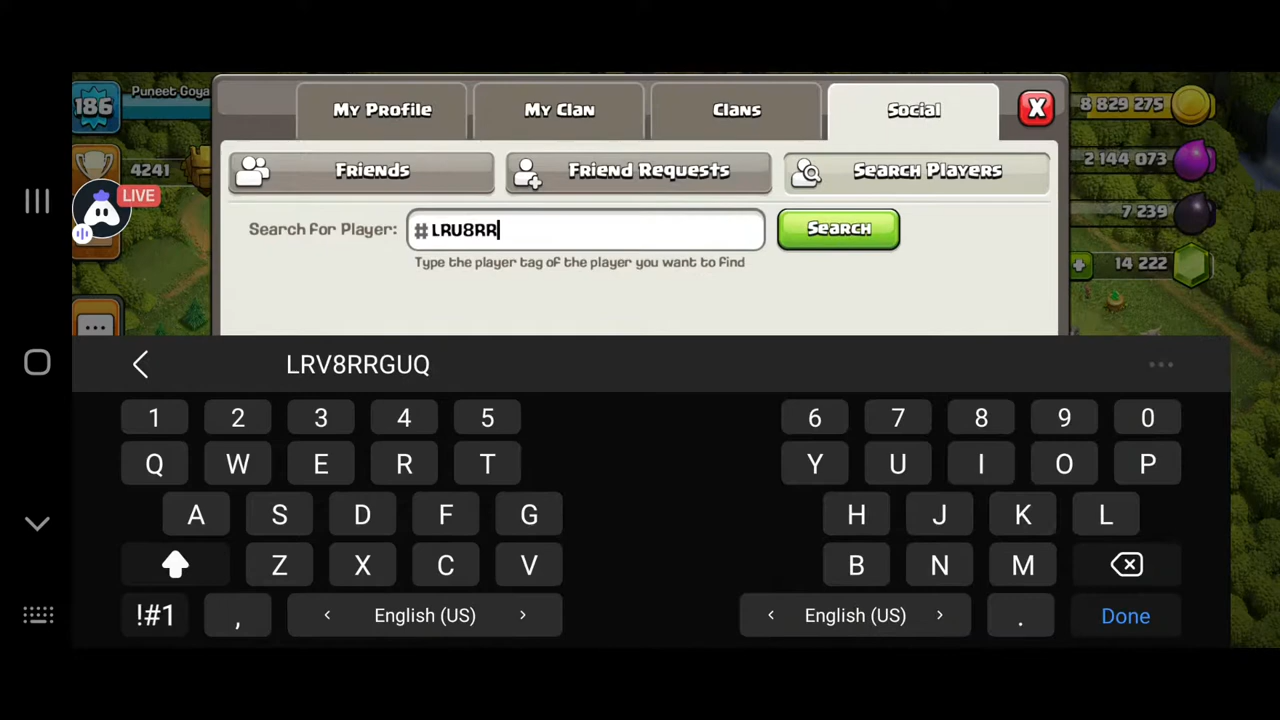 My Profile My Clan Clans Social X
186 Puneet Goya 8 829 275
Friends Friend Requests Search Players
4241 2 144 073
LIVE
Search for Player: # LRU8RR Search 7 239
Type the player tag of the player you want to find 14 222
LRV8RRGUQ
1 2 3 4 5 6 7 8 9 0
Q W E R T Y U I O P
A S D F G H J K L
Z X C V B N M
!#1 , < English (US) > < English (US) > . Done